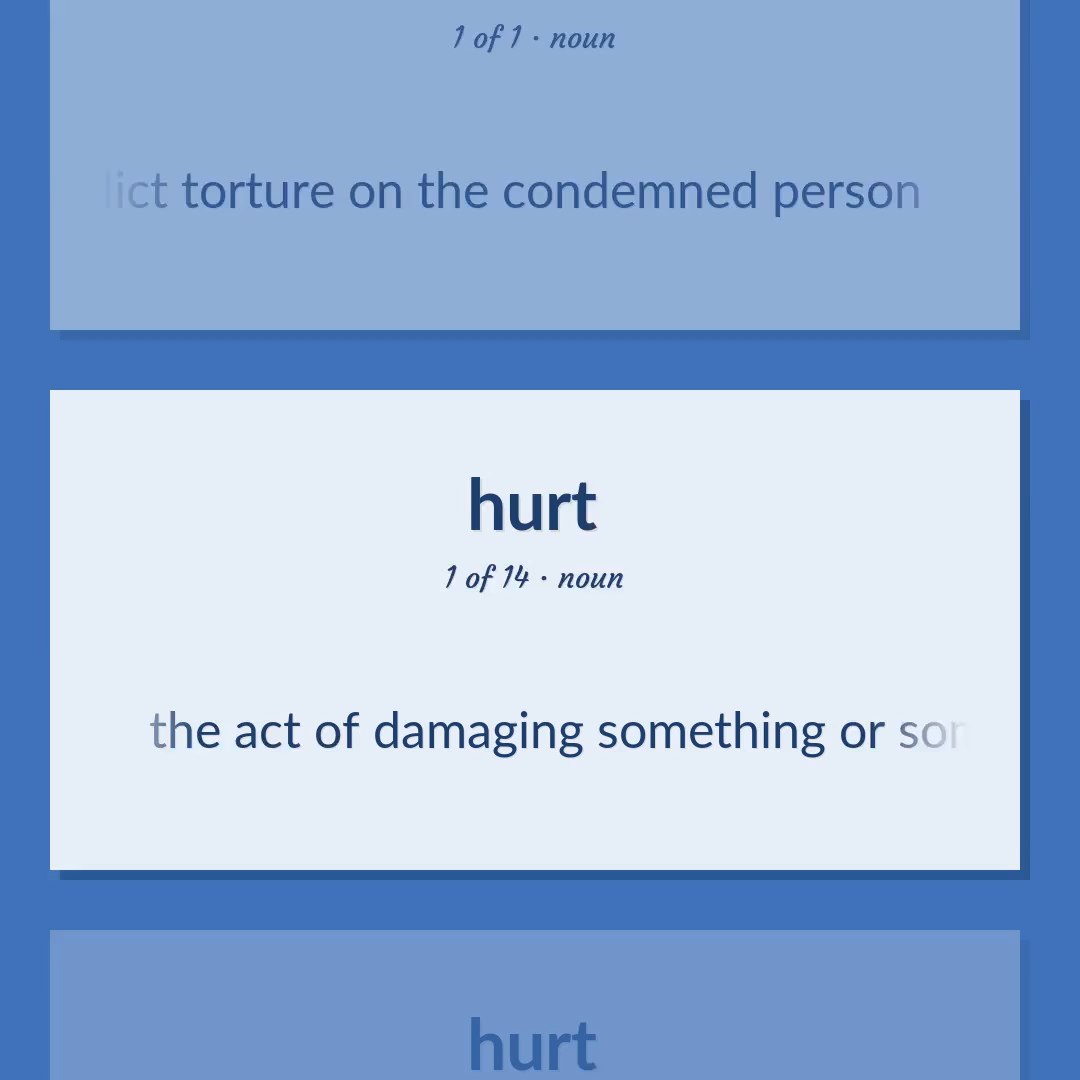 1 of 1 · noun
torture on the condemned person
hurt
1 of 14 · noun
the act of damaging something or
hurt